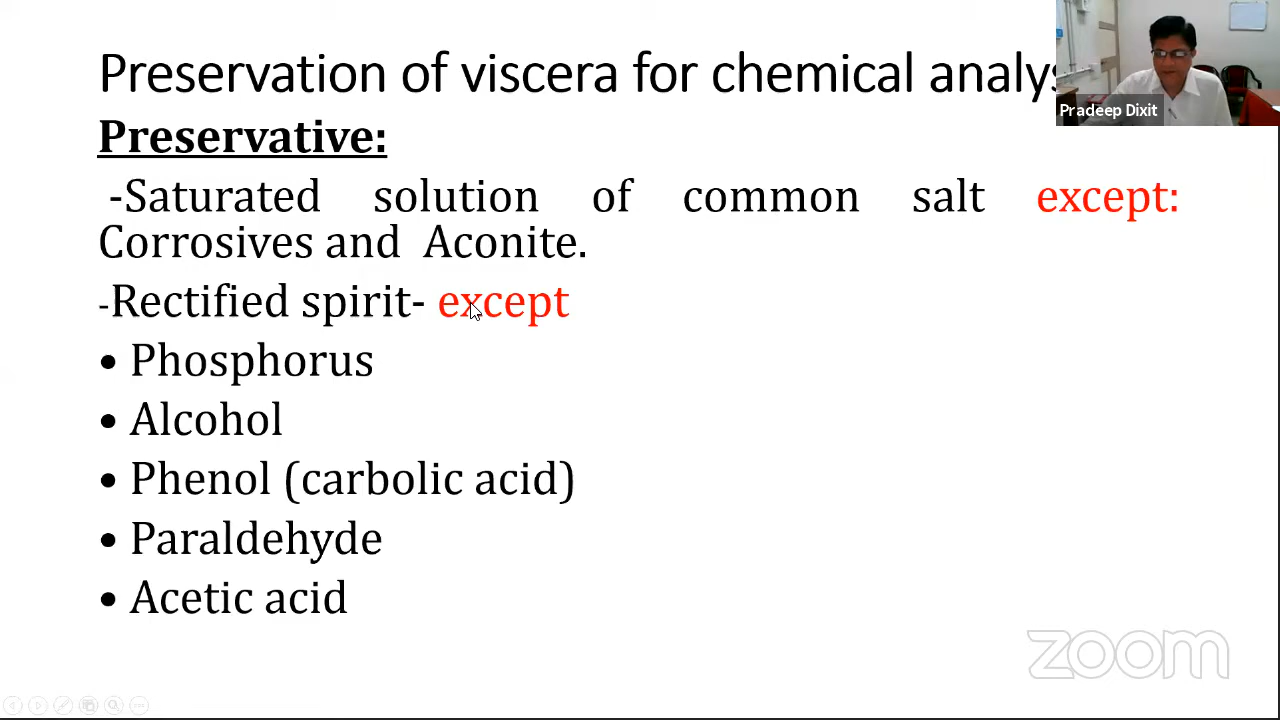 Preservation of viscera for chemical
Pradeep Dixit
Preservative:
-Saturated solution of common salt except:
Corrosives and Aconite.
-Rectified spirit- except
• Phosphorus
• Alcohol
• Phenol (carbolic acid)
• Paraldehyde
• Acetic acid
zoom